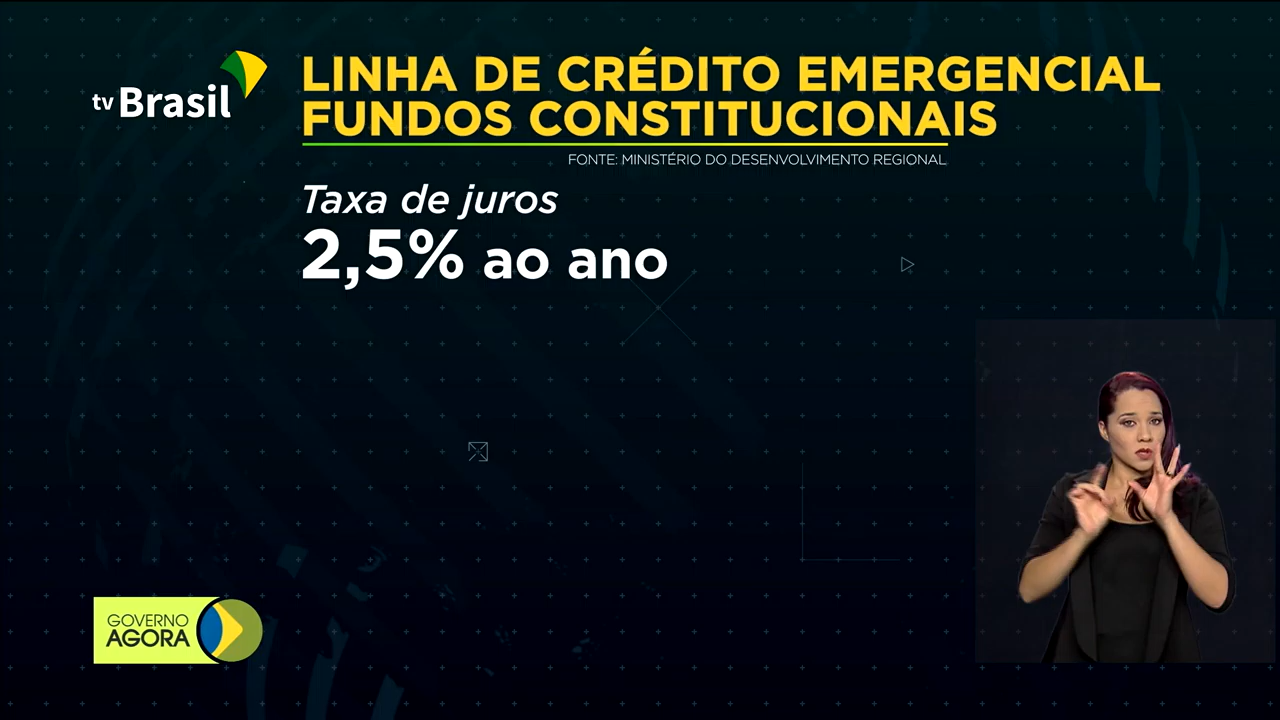 tv Brasil
LINHA DE CRÉDITO EMERGENCIAL
FUNDOS CONSTITUCIONAIS
FONTE: MINISTÉRIO DO DESENVOLVIMENTO REGIONAL
Taxa de juros
2,5% ao ano
GOVERNO
AGORA